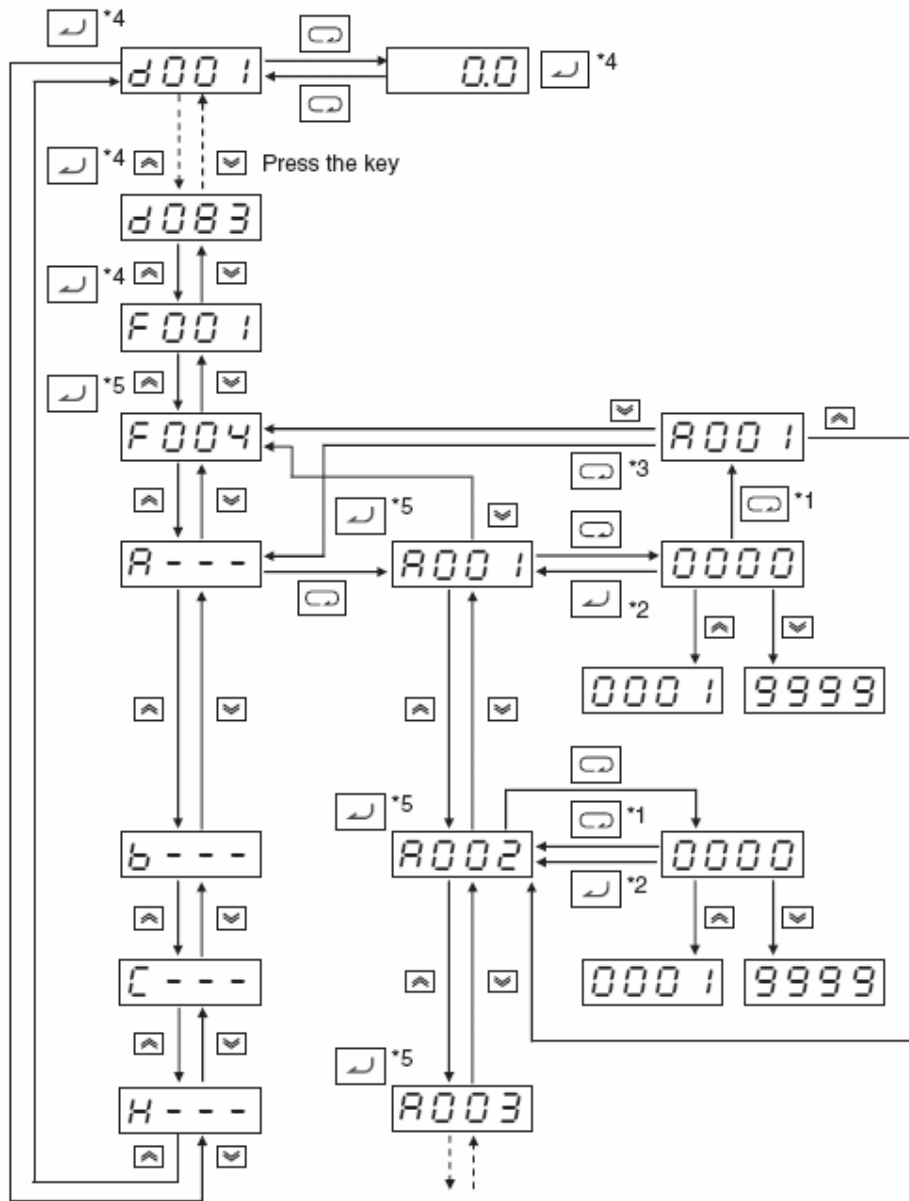 *4
d001
0.0
*4
*4
Press the key
d083
*4
F001
*5
F004
A001
*3
*1
*5
A---
A001
0000
*2
0001
9999
*5
*1
b---
A002
0000
*2
C---
0001
9999
*5
H---
A003